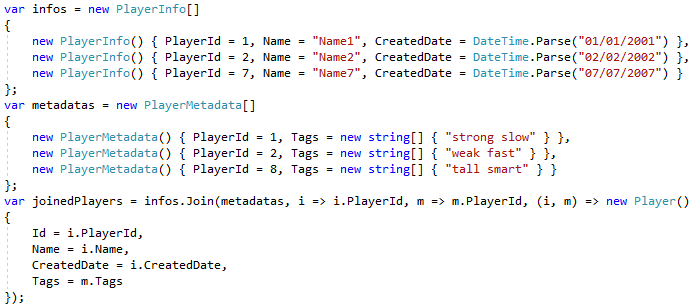 var infos = new PlayerInfo[]
{
    new PlayerInfo() { PlayerId = 1, Name = "Name1", CreatedDate = DateTime.Parse("01/01/2001") },
    new PlayerInfo() { PlayerId = 2, Name = "Name2", CreatedDate = DateTime.Parse("02/02/2002") },
    new PlayerInfo() { PlayerId = 7, Name = "Name7", CreatedDate = DateTime.Parse("07/07/2007") }
};
var metadatas = new PlayerMetadata[]
{
    new PlayerMetadata() { PlayerId = 1, Tags = new string[] { "strong slow" } },
    new PlayerMetadata() { PlayerId = 2, Tags = new string[] { "weak fast" } },
    new PlayerMetadata() { PlayerId = 8, Tags = new string[] { "tall smart" } }
};
var joinedPlayers = infos.Join(metadatas, i => i.PlayerId, m => m.PlayerId, (i, m) => new Player()
{
    Id = i.PlayerId,
    Name = i.Name,
    CreatedDate = i.CreatedDate,
    Tags = m.Tags
});